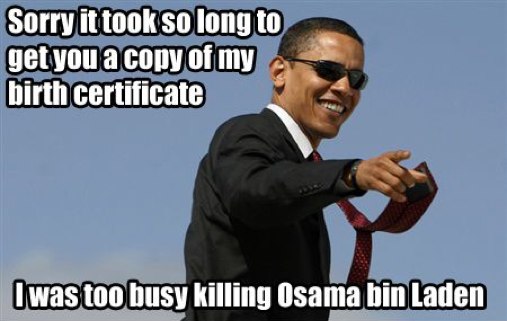 Sorry it took so long to
get you a copy of my
birth certificate
I was too busy killing Osama bin Laden